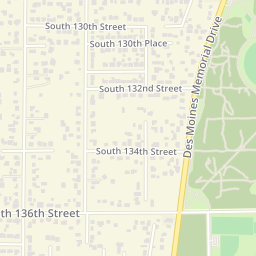 South 130th Street
South 130th Place
South 132nd Street
Des Moines Memorial Drive
South 134th Street
th 136th Street